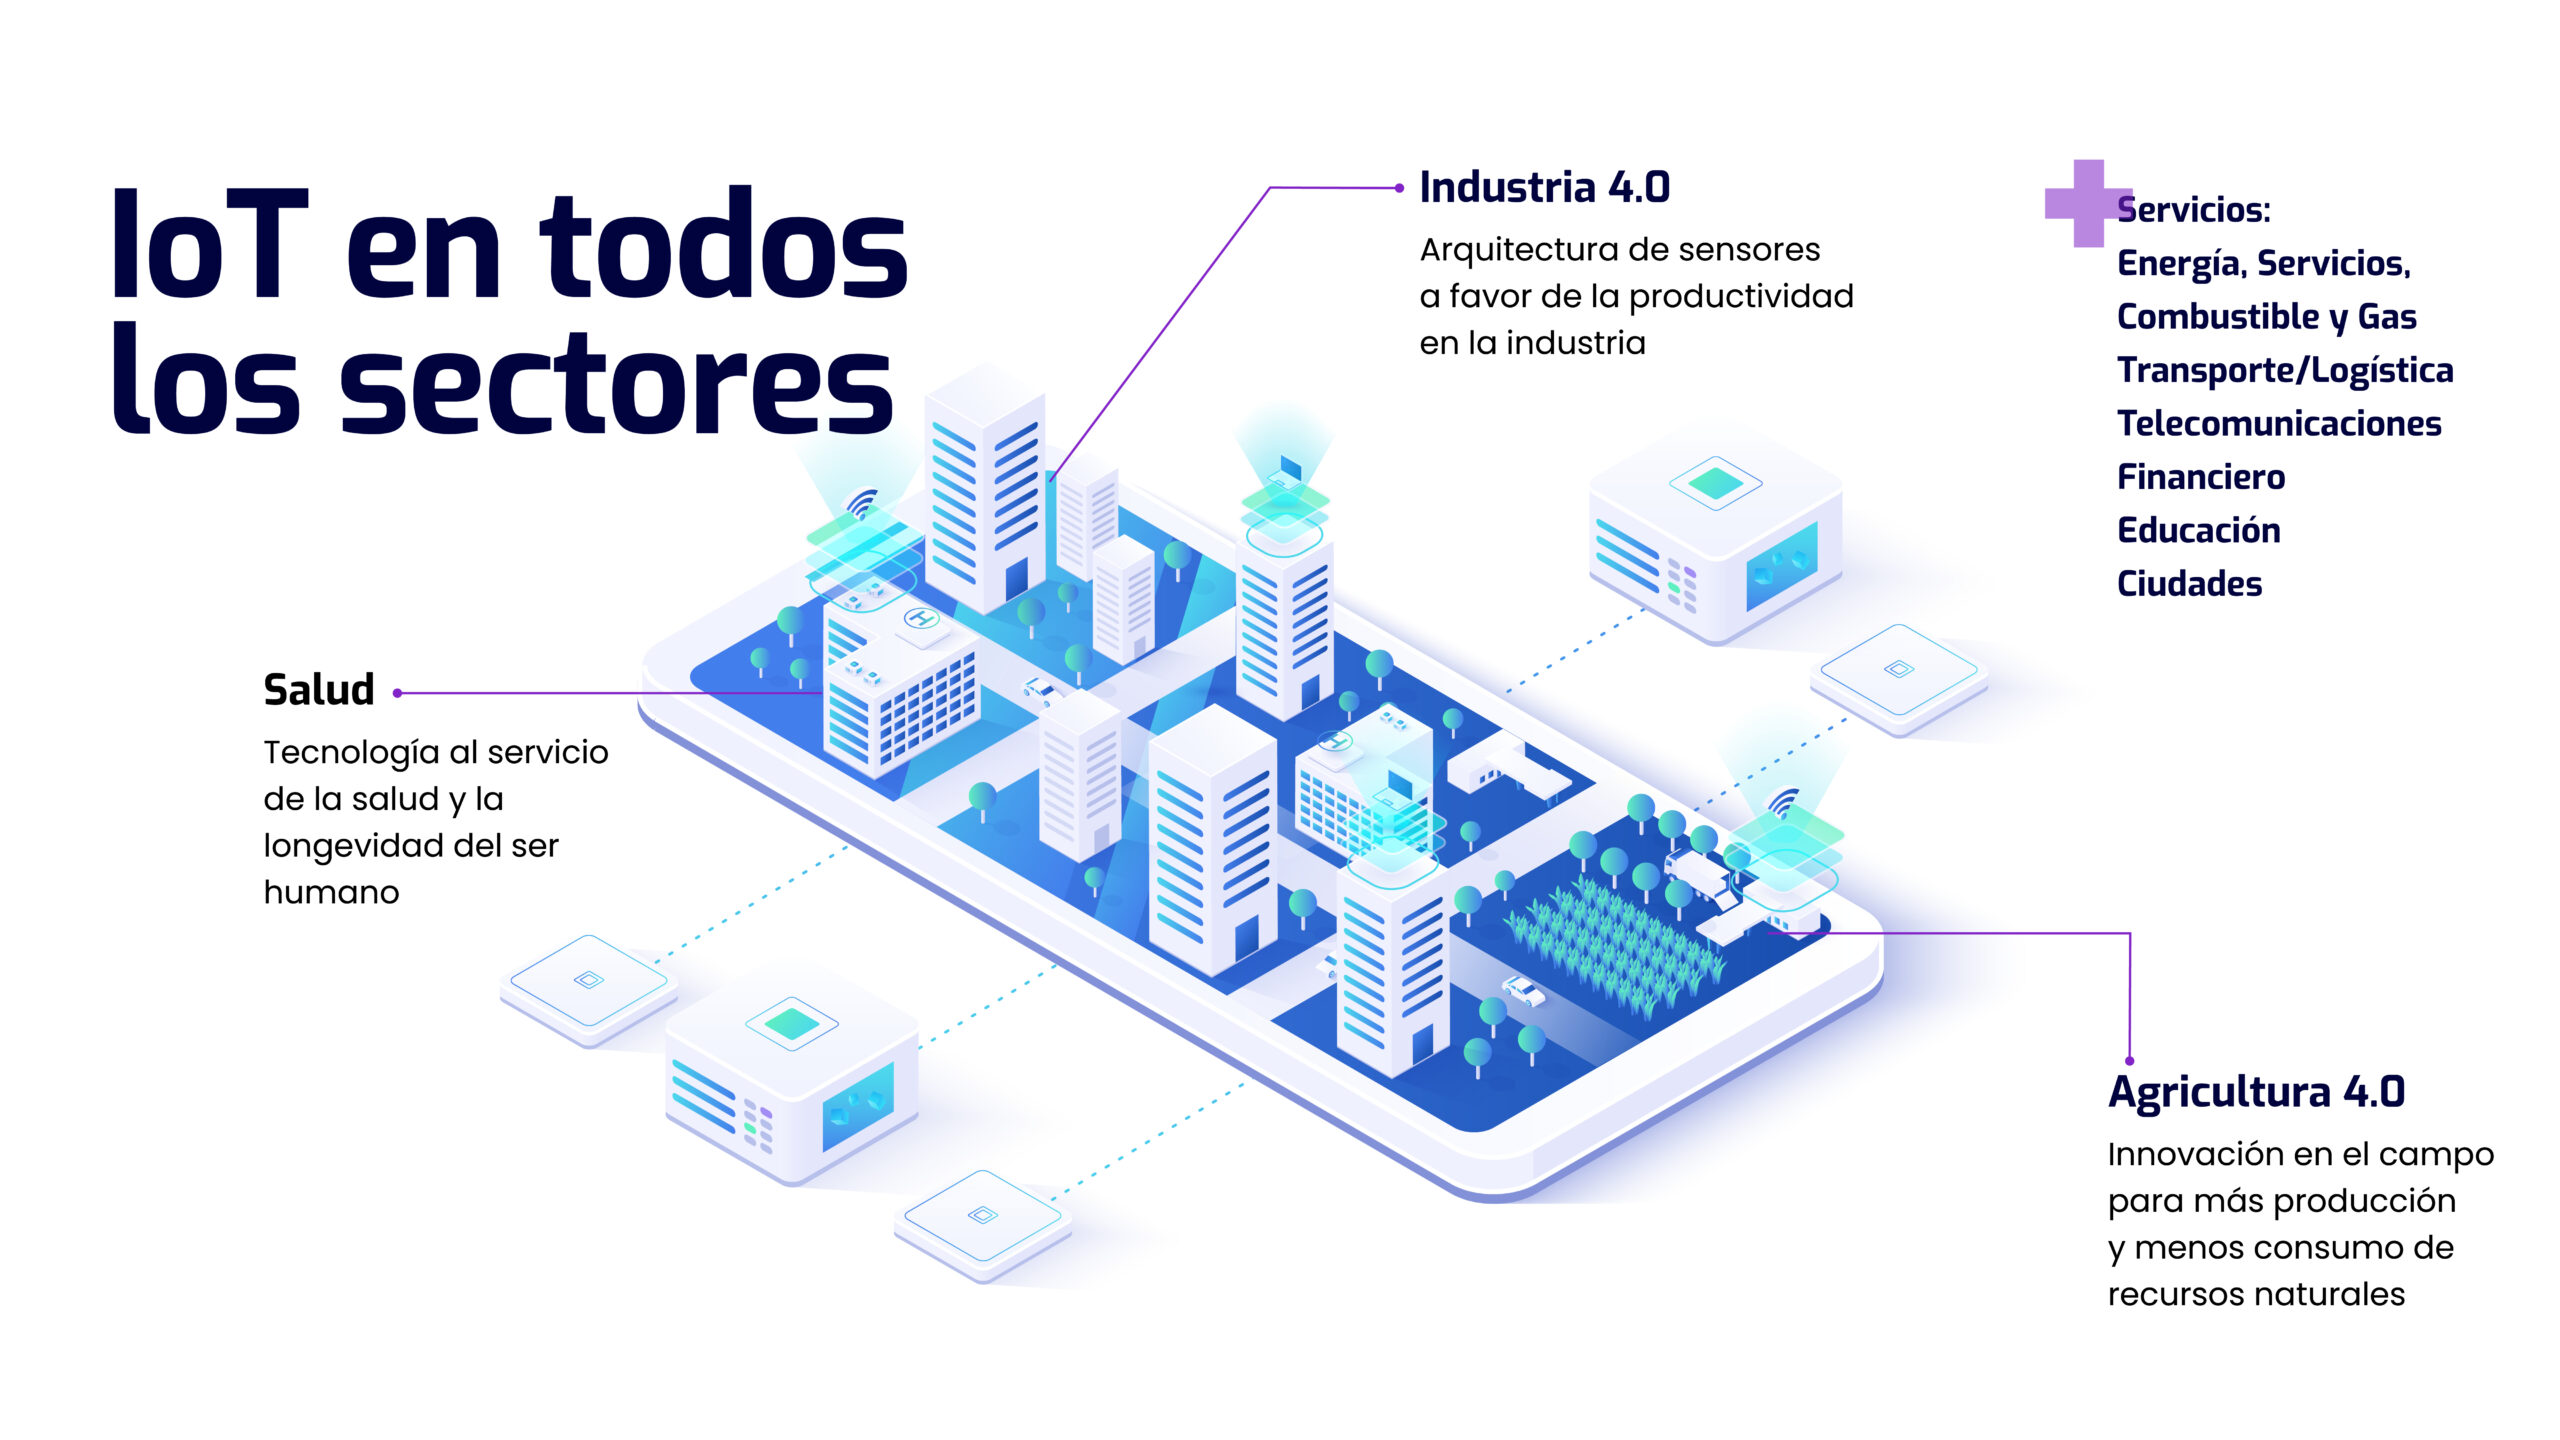 IoT en todos
los sectores
Industria 4.0
Arquitectura de sensores
a favor de la productividad
en la industria
Servicios:
Energía, Servicios,
Combustible y Gas
Transporte/Logística
Telecomunicaciones
Financiero
Educación
Ciudades
Salud
Tecnología al servicio
de la salud y la
longevidad del ser
humano
H
H
Agricultura 4.0
Innovación en el campo
para más producción
y menos consumo de
recursos naturales